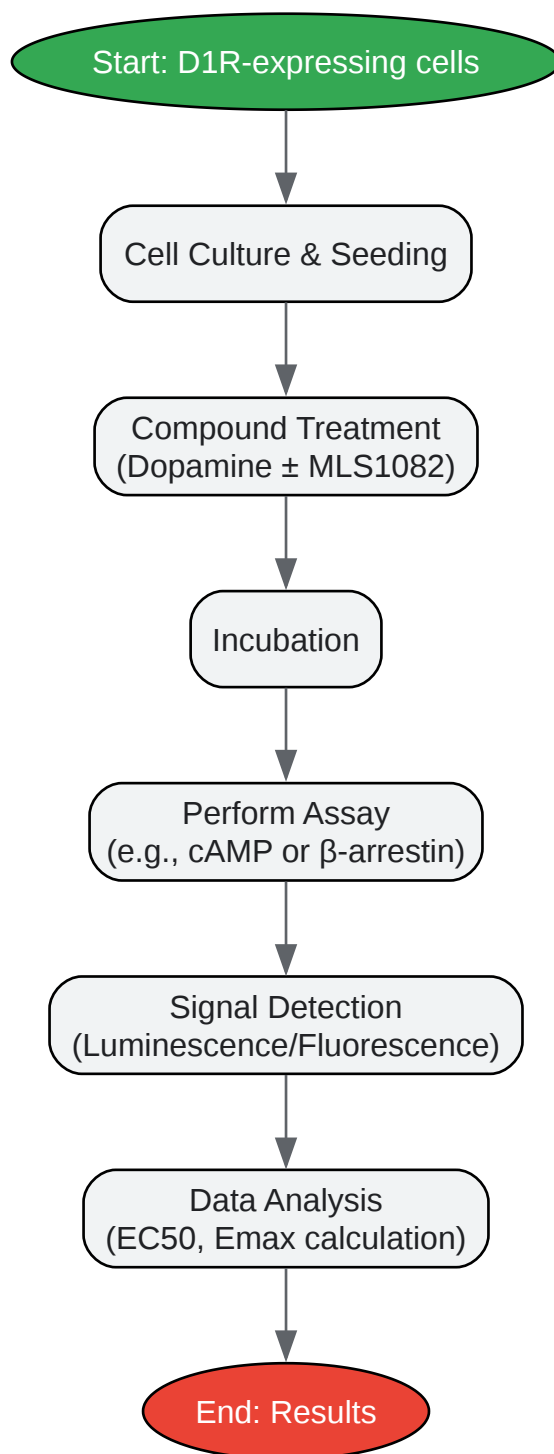 Start: D1R-expressing cells
Cell Culture & Seeding
Compound Treatment
(Dopamine ± MLS1082)
Incubation
Perform Assay
(e.g., cAMP or β-arrestin)
Signal Detection
(Luminescence/Fluorescence)
Data Analysis
(EC50, Emax calculation)
End: Results